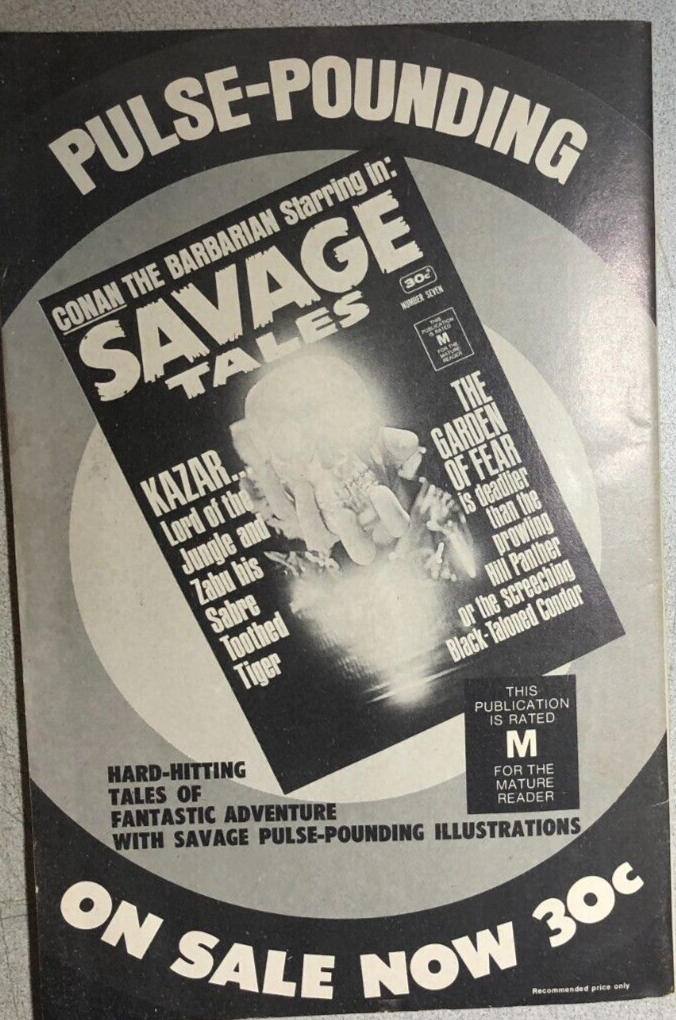 PULSE-POUNDING
CONAN THE BARBARIAN Starring in:
SAVAGE
TALES
30c
NUMBER SEVEN
THIS
PUBLICATION
IS RATED
M
FOR THE
MATURE
READER
KAZAR...
Lord of the
Jungle and
Zabu his
Sabre
Toothed
Tiger
THE
GARDEN
OF FEAR
is deadlier
than the
prowling
Hill Panther
or the screeching
Black-Taloned Condor
THIS
PUBLICATION
IS RATED
M
FOR THE
MATURE
READER
HARD-HITTING
TALES OF
FANTASTIC ADVENTURE
WITH SAVAGE PULSE-POUNDING ILLUSTRATIONS
ON SALE NOW 30c
Recommended price only